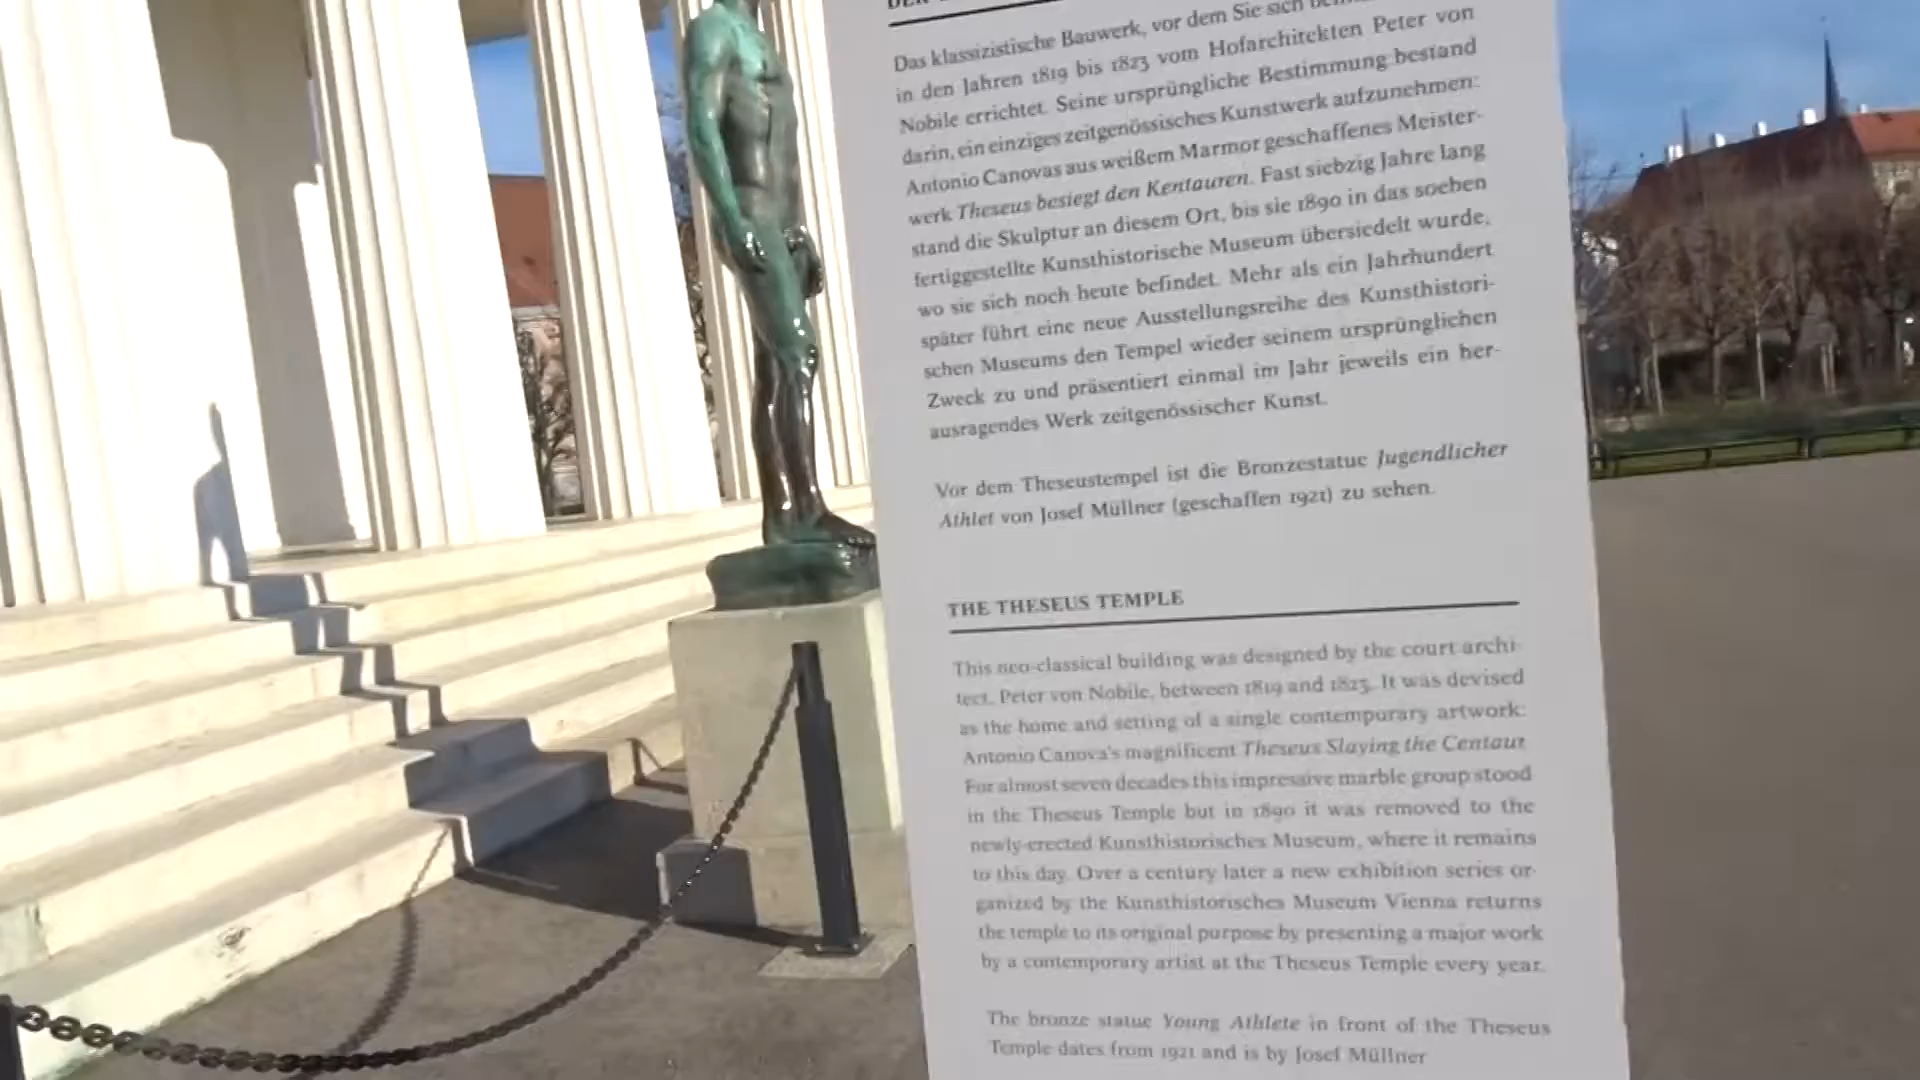 Das klassizistische Bauwerk, vor dem Sie sich
in den Jahren 1819 bis 1823 vom Hofarchitekten Peter von
Nobile errichtet. Seine ursprüngliche Bestimmung bestand
darin, ein einziges zeitgenössisches Kunstwerk aufzunehmen:
Antonio Canovas aus weißem Marmor geschaffenes Meister-
werk Theseus besiegt den Kentauren. Fast siebzig Jahre lang
stand die Skulptur an diesem Ort, bis sie 1890 in das soeben
fertiggestellte Kunsthistorische Museum übersiedelt wurde,
wo sie sich noch heute befindet. Mehr als ein Jahrhundert
später führt eine neue Ausstellungsreihe des Kunsthistori-
schen Museums den Tempel wieder seinem ursprünglichen
Zweck zu und präsentiert einmal im Jahr jeweils ein her-
ausragendes Werk zeitgenössischer Kunst.
Vor dem Theseustempel ist die Bronzestatue Jugendlicher
Athlet von Josef Müllner (geschaffen 1921) zu sehen.
THE THESEUS TEMPLE
This neo-classical building was designed by the court archi-
tect, Peter von Nobile, between 1819 and 1823. It was devised
as the home and setting of a single contemporary artwork:
Antonio Canova's magnificent Theseus Slaying the Centaur.
For almost seven decades this impressive marble group stood
in the Theseus Temple but in 1890 it was removed to the
newly-erected Kunsthistorisches Museum, where it remains
to this day. Over a century later a new exhibition series or-
ganized by the Kunsthistorisches Museum Vienna returns
the temple to its original purpose by presenting a major work
by a contemporary artist at the Theseus Temple every year.
The bronze statue Young Athlete in front of the Theseus
Temple dates from 1921 and is by Josef Müllner